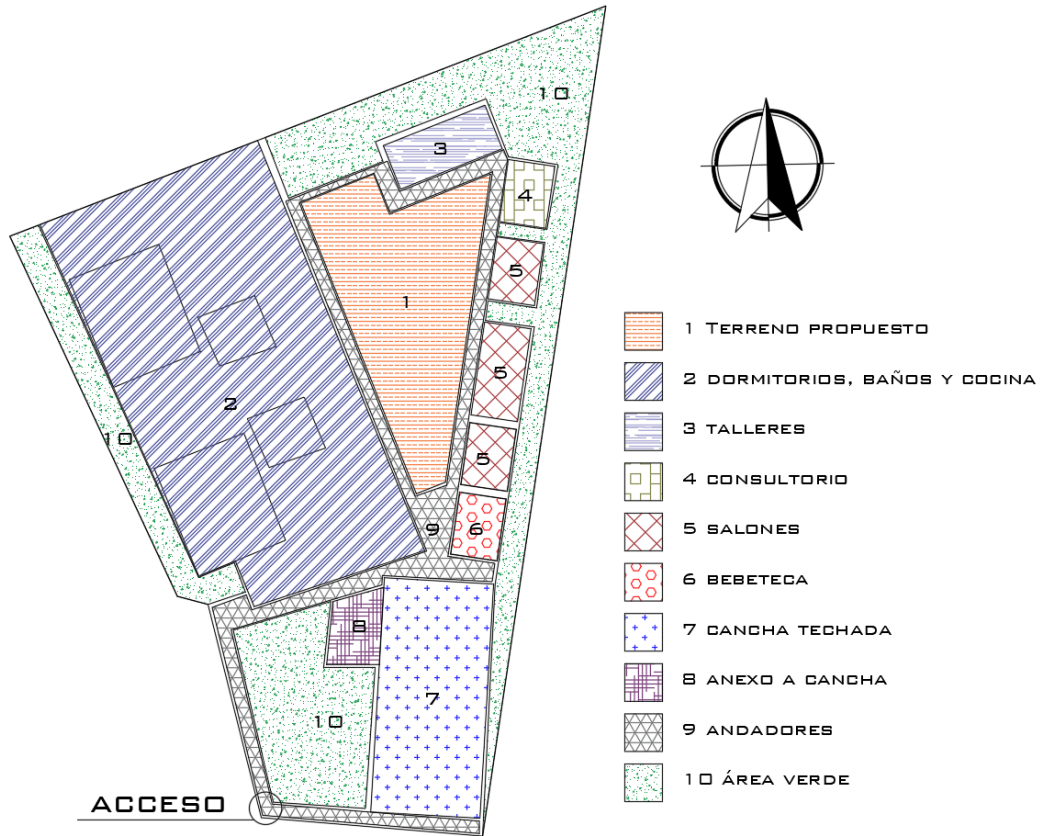 10
3
4
5
1
5
2
10
5
9
6
8
7
10
ACCESO
1 TERRENO PROPUESTO
2 DORMITORIOS, BAÑOS Y COCINA
3 TALLERES
4 CONSULTORIO
5 SALONES
6 BEBETECA
7 CANCHA TECHADA
8 ANEXO A CANCHA
9 ANDADORES
10 ÁREA VERDE